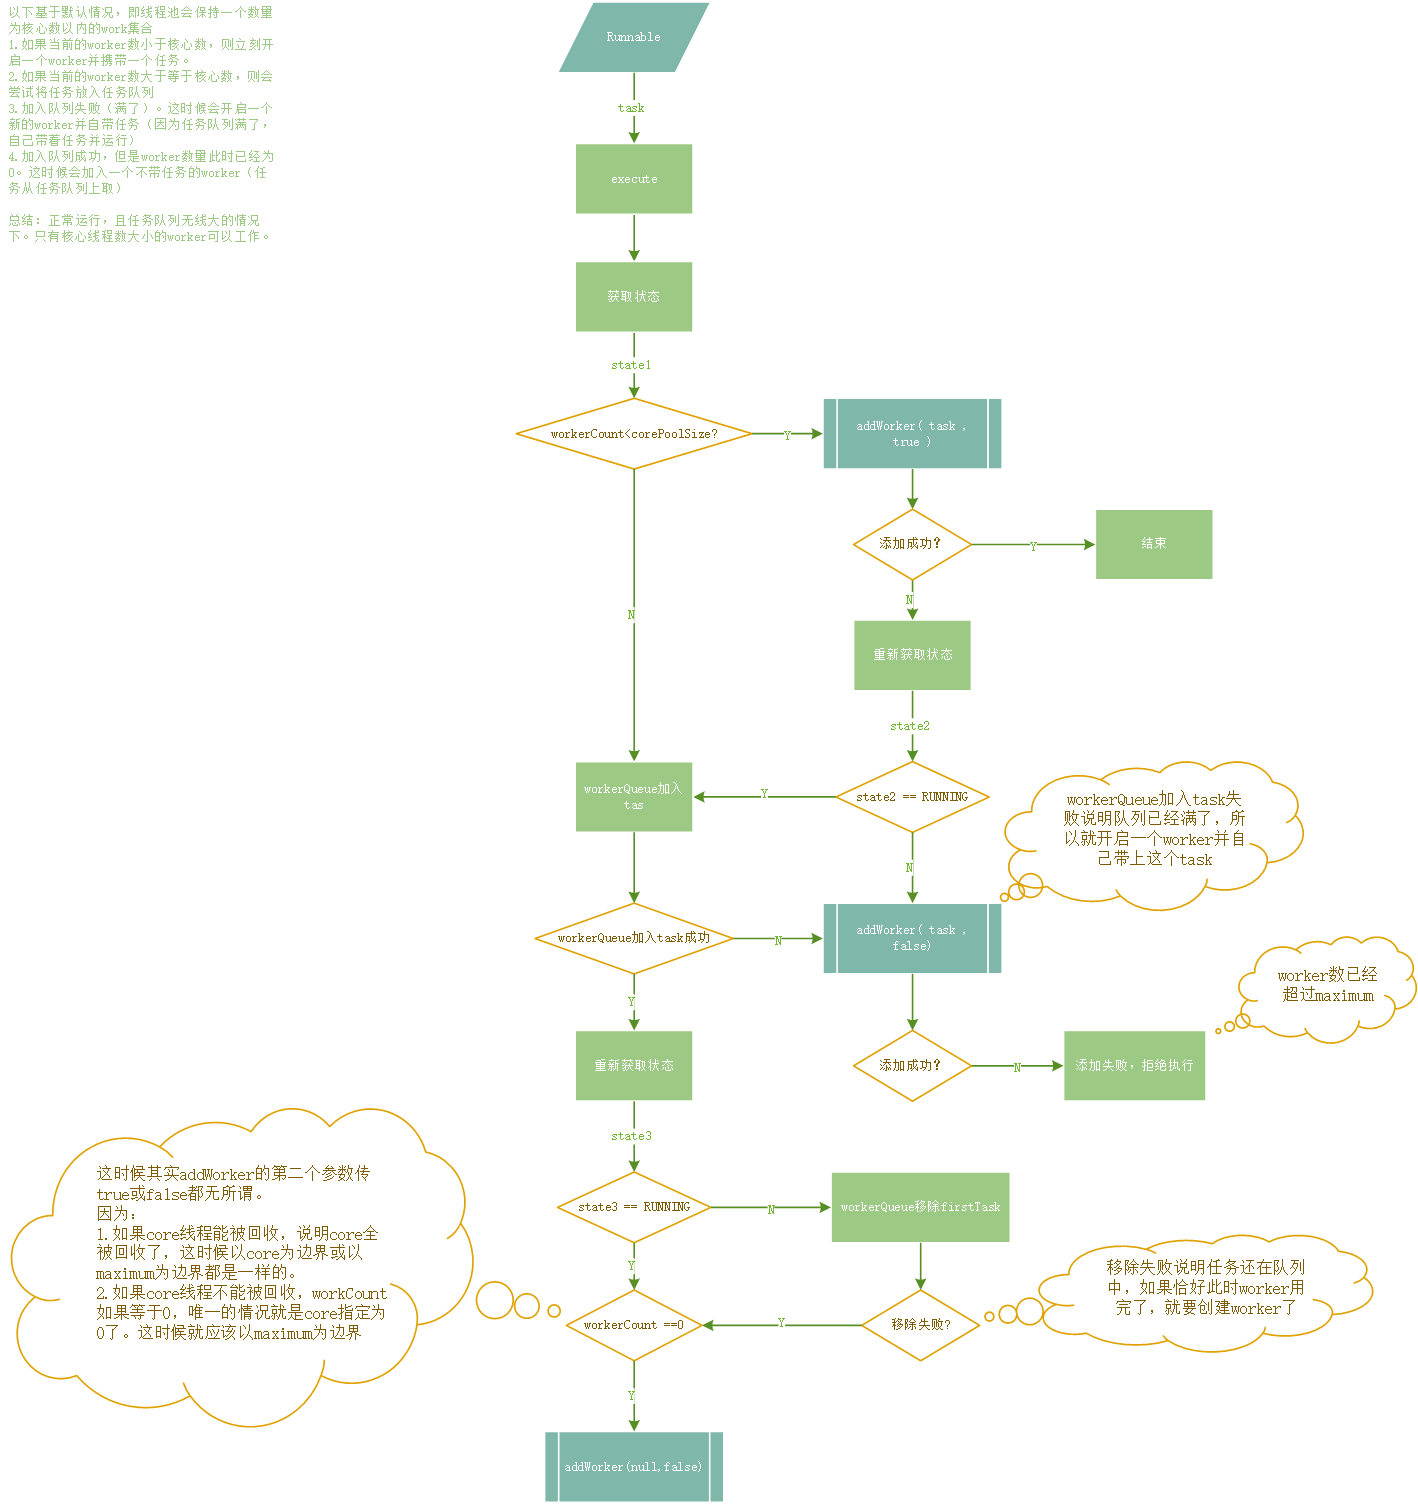 以下基于默认情况，即线程池会保持一个数量
为核心数以内的work集合
1.如果当前的worker数小于核心数，则立刻开
启一个worker并携带一个任务。
2.如果当前的worker数大于等于核心数，则会
尝试将任务放入任务队列
3.加入队列失败（满了）。这时候会开启一个
新的worker并自带任务（因为任务队列满了，
自己带着任务并运行）
4.加入队列成功，但是worker数量此时已经为
0。这时候会加入一个不带任务的worker（任
务从任务队列上取）
总结：正常运行，且任务队列无线大的情况
下。只有核心线程数大小的worker可以工作。
Runnable
task
execute
获取状态
state1
workerCount<corePoolSize?
Y
addWorker( task ,
true )
添加成功?
Y
结束
N
N
重新获取状态
state2
workerQueue加入
tas
Y
state2 == RUNNING
workerQueue加入task失
败说明队列已经满了，所
以就开启一个worker并自
己带上这个task
N
workerQueue加入task成功
N
addWorker( task ,
false)
worker数已经
超过maximum
Y
重新获取状态
添加成功?
N
添加失败，拒绝执行
state3
这时候其实addWorker的第二个参数传
true或false都无所谓。
因为:
1.如果core线程能被回收，说明core全
被回收了，这时候以core为边界或以
maximum为边界都是一样的。
2.如果core线程不能被回收，workCount
如果等于0，唯一的情况就是core指定为
0了。这时候就应该以maximum为边界
state3 == RUNNING
N
workerQueue移除firstTask
Y
移除失败说明任务还在队列
中，如果恰好此时worker用
完了，就要创建worker了
workerCount ==0
Y
移除失败?
Y
addWorker(null,false)